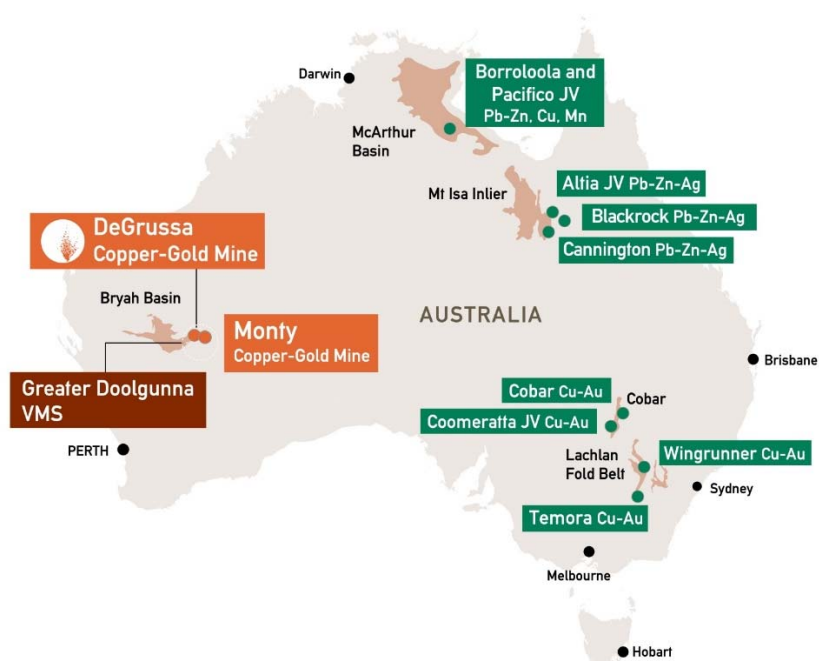 Darwin
Borroloola and
Pacifico JV
Pb-Zn, Cu, Mn
McArthur
Basin
Mt Isa Inlier
Altia JV Pb-Zn-Ag
Blackrock Pb-Zn-Ag
Cannington Pb-Zn-Ag
DeGrussa
Copper-Gold Mine
Bryah Basin
AUSTRALIA
Monty
Copper-Gold Mine
Brisbane
Greater Doolgunna
VMS
Cobar Cu-Au
Cobar
Coomeratta JV Cu-Au
PERTH
Lachlan
Fold Belt
Wingrunner Cu-Au
Sydney
Temora Cu-Au
Melbourne
Hobart